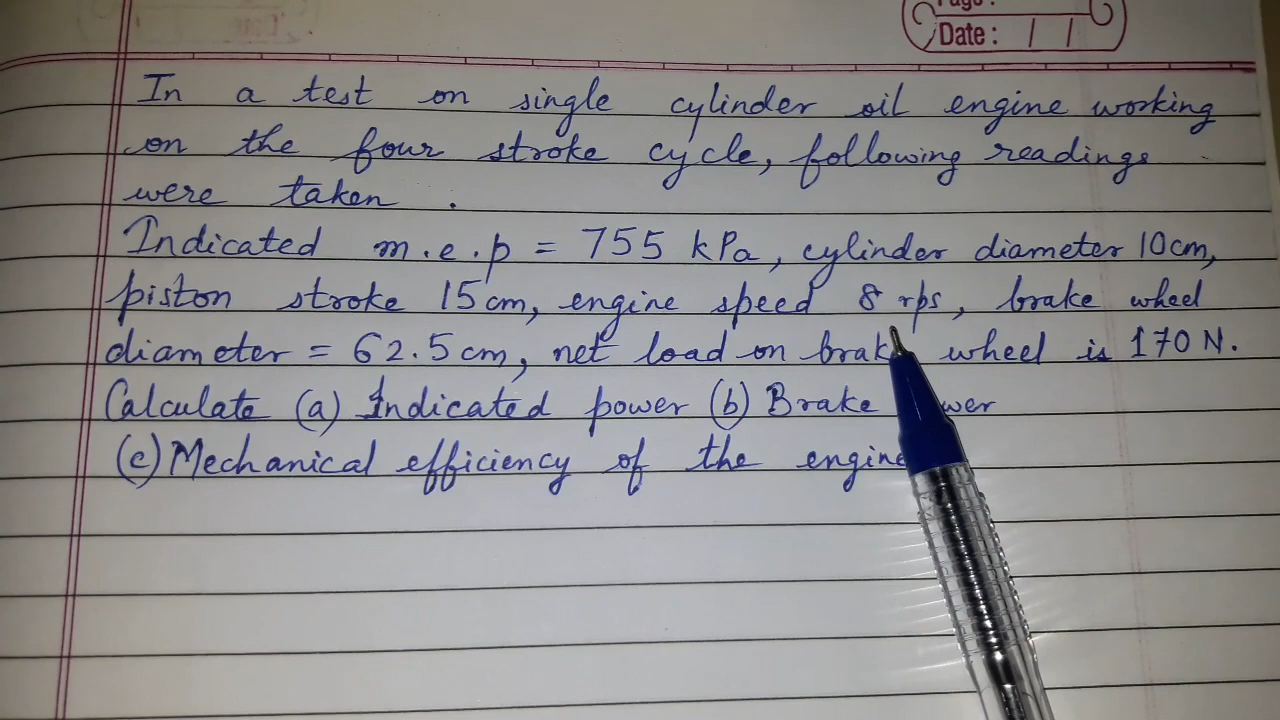 Date : / /
In a test on single cylinder oil engine working
on the four stroke cycle, following readings
were taken .
Indicated m.e.p = 755 kPa, cylinder diameter 10cm,
piston stroke 15cm, engine speed 8 rps, brake wheel
diameter = 62.5cm, net load on brake wheel is 170 N.
Calculate (a) Indicated power (b) Brake
(c) Mechanical efficiency of the engine